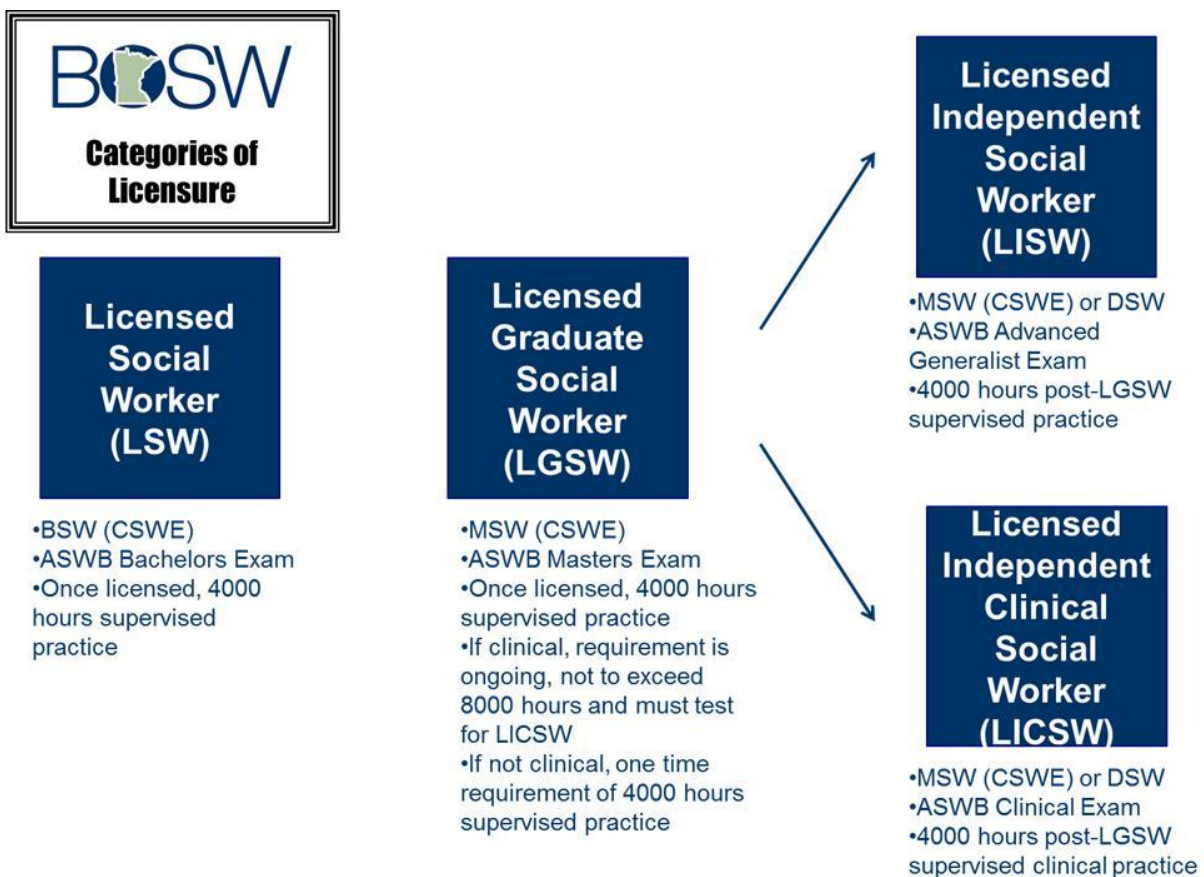 BOSW
Categories of
Licensure
Licensed
Social
Worker
(LSW)
•BSW (CSWE)
•ASWB Bachelors Exam
•Once licensed, 4000
hours supervised
practice
Licensed
Graduate
Social
Worker
(LGSW)
•MSW (CSWE)
•ASWB Masters Exam
•Once licensed, 4000 hours
supervised practice
•If clinical, requirement is
ongoing, not to exceed
8000 hours and must test
for LICSW
•If not clinical, one time
requirement of 4000 hours
supervised practice
Licensed
Independent
Social
Worker
(LISW)
•MSW (CSWE) or DSW
•ASWB Advanced
Generalist Exam
•4000 hours post-LGSW
supervised practice
Licensed
Independent
Clinical
Social
Worker
(LICSW)
•MSW (CSWE) or DSW
•ASWB Clinical Exam
•4000 hours post-LGSW
supervised clinical practice